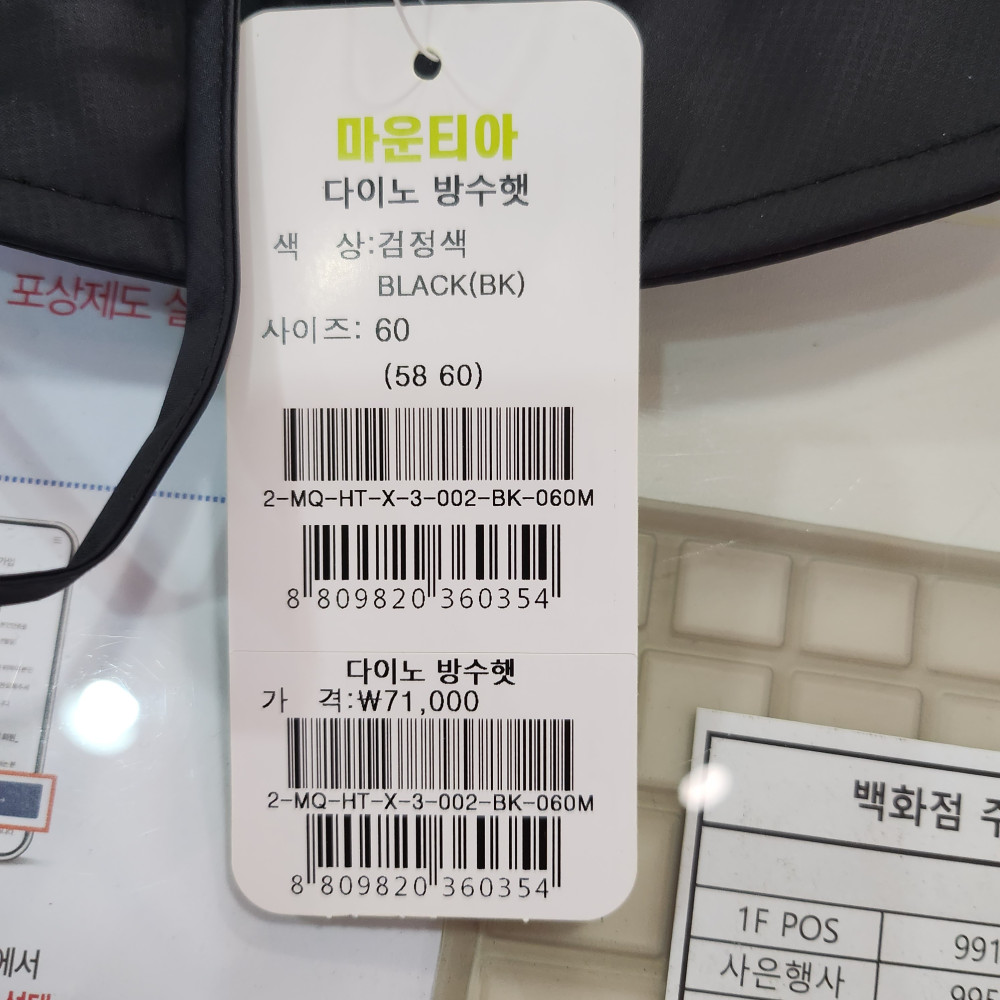 마운티아
다이노 방수햇
색 상:검정색
BLACK(BK)
사이즈: 60
(58 60)
2-MQ-HT-X-3-002-BK-060M
8 809820 360354
다이노 방수햇
가 격:₩71,000
2-MQ-HT-X-3-002-BK-060M
8 809820 360354
포상제도
에서
백화점
1F POS 991
사은행사